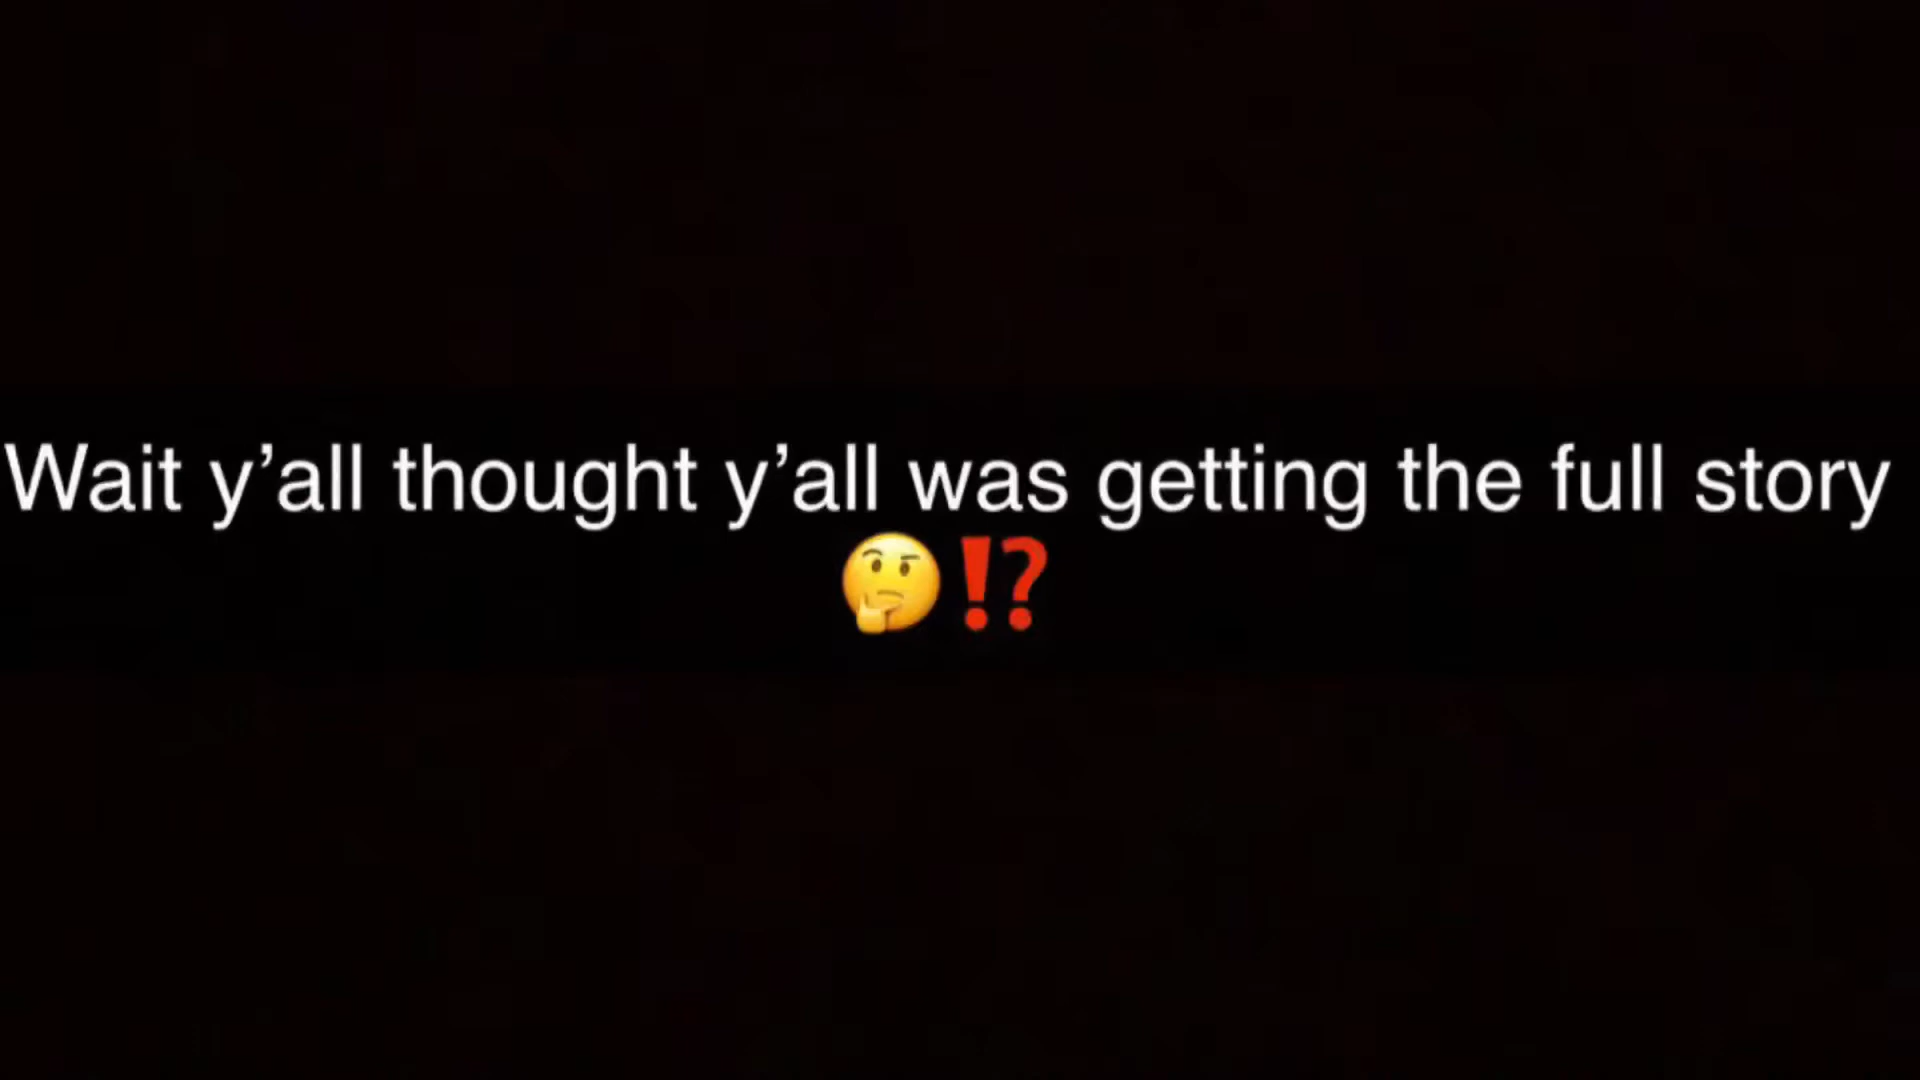 Wait y’all thought y’all was getting the full story
🤔⁉️